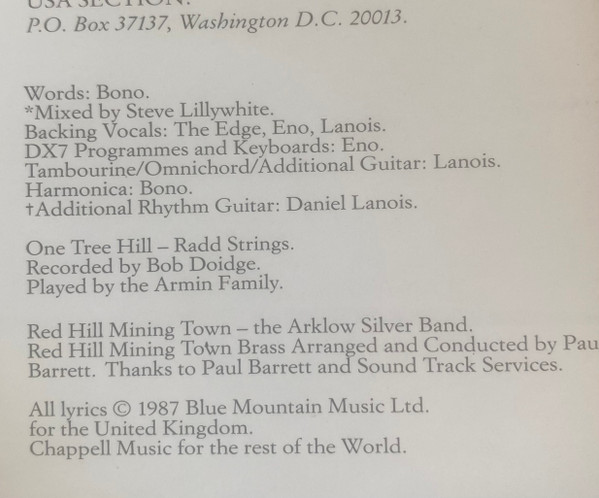 USA SECTION:
P.O. Box 37137, Washington D.C. 20013.
Words: Bono.
*Mixed by Steve Lillywhite.
Backing Vocals: The Edge, Eno, Lanois.
DX7 Programmes and Keyboards: Eno.
Tambourine/Omnichord/Additional Guitar: Lanois.
Harmonica: Bono.
†Additional Rhythm Guitar: Daniel Lanois.
One Tree Hill – Radd Strings.
Recorded by Bob Doidge.
Played by the Armin Family.
Red Hill Mining Town – the Arklow Silver Band.
Red Hill Mining Town Brass Arranged and Conducted by Pau
Barrett. Thanks to Paul Barrett and Sound Track Services.
All lyrics © 1987 Blue Mountain Music Ltd.
for the United Kingdom.
Chappell Music for the rest of the World.